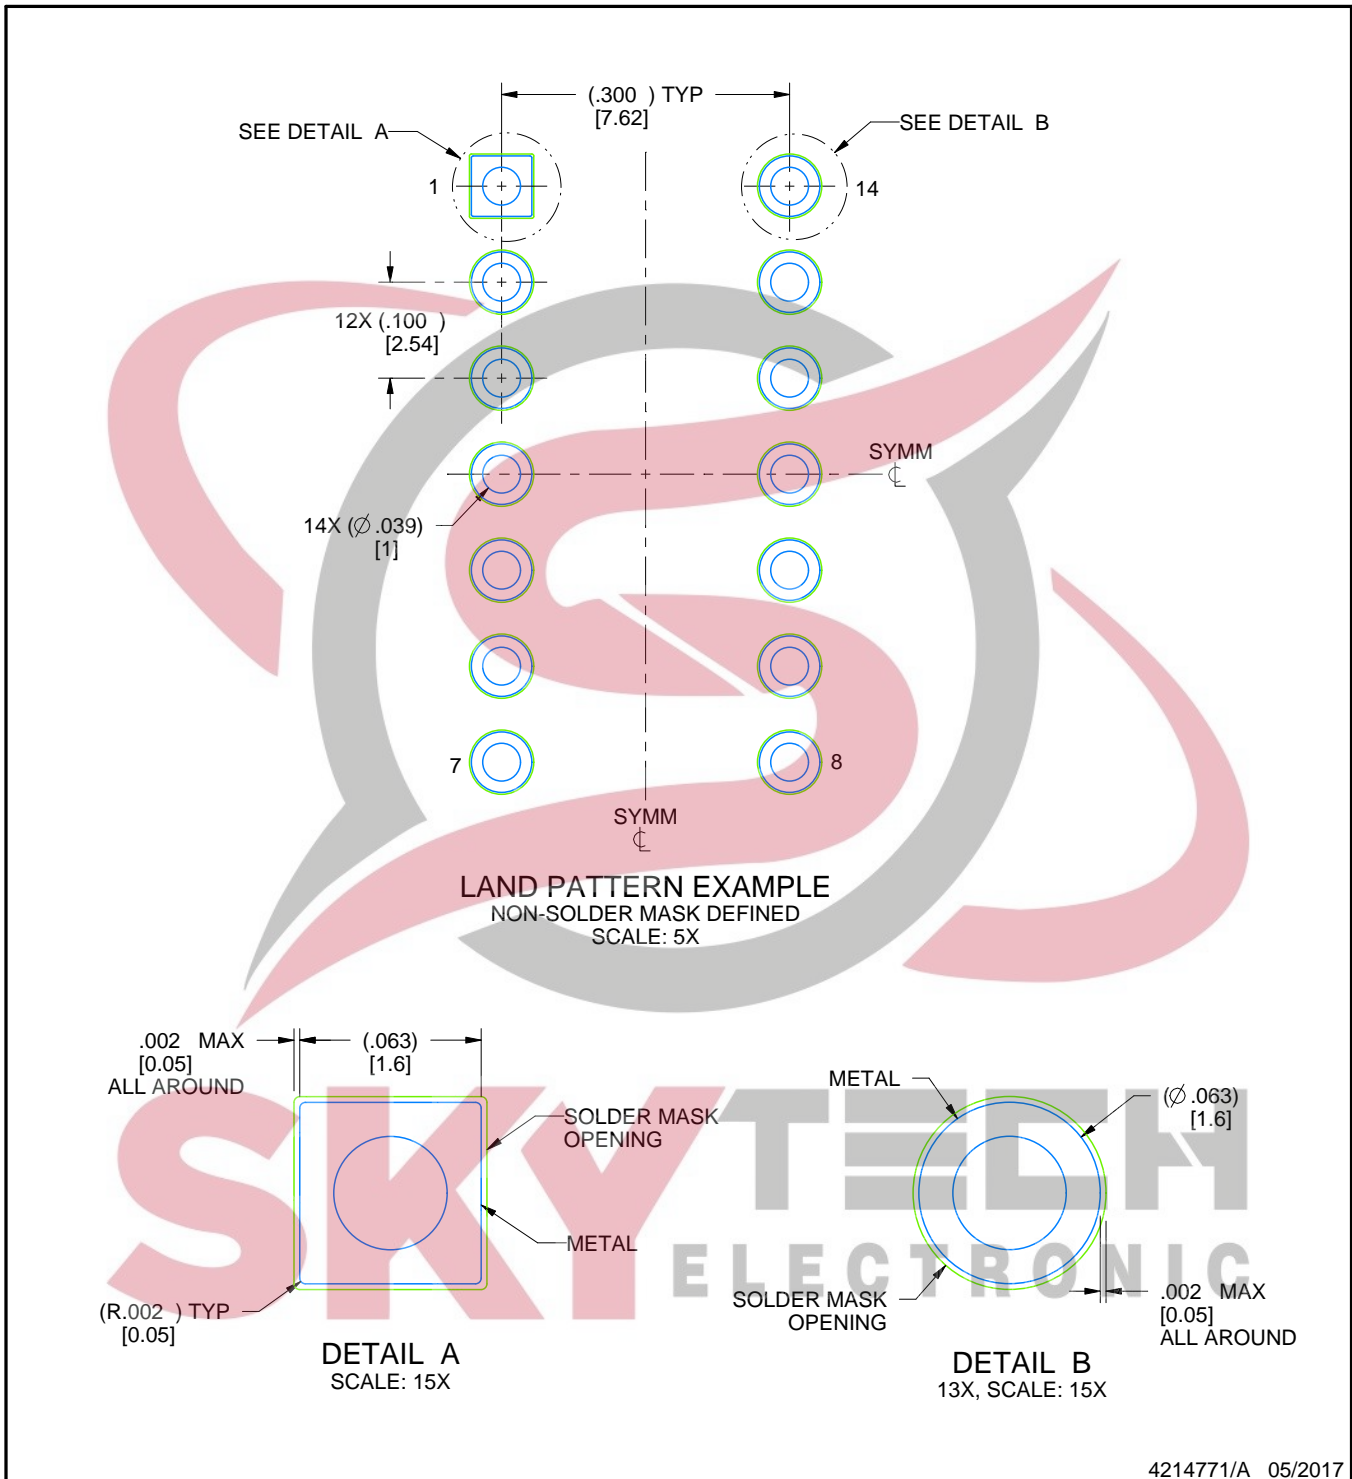 (.300 ) TYP
[7.62]
SEE DETAIL A
SEE DETAIL B
1
14
12X (.100 )
[2.54]
SYMM
℄
14X (∅ .039)
[1]
7
8
SYMM
℄
LAND PATTERN EXAMPLE
NON-SOLDER MASK DEFINED
SCALE: 5X
.002 MAX
[0.05]
ALL AROUND
(.063)
[1.6]
SOLDER MASK
OPENING
METAL
(R.002 ) TYP
[0.05]
DETAIL A
SCALE: 15X
METAL
(∅ .063)
[1.6]
SOLDER MASK
OPENING
.002 MAX
[0.05]
ALL AROUND
DETAIL B
13X, SCALE: 15X
SKYTECH
ELECTRONIC
4214771/A 05/2017